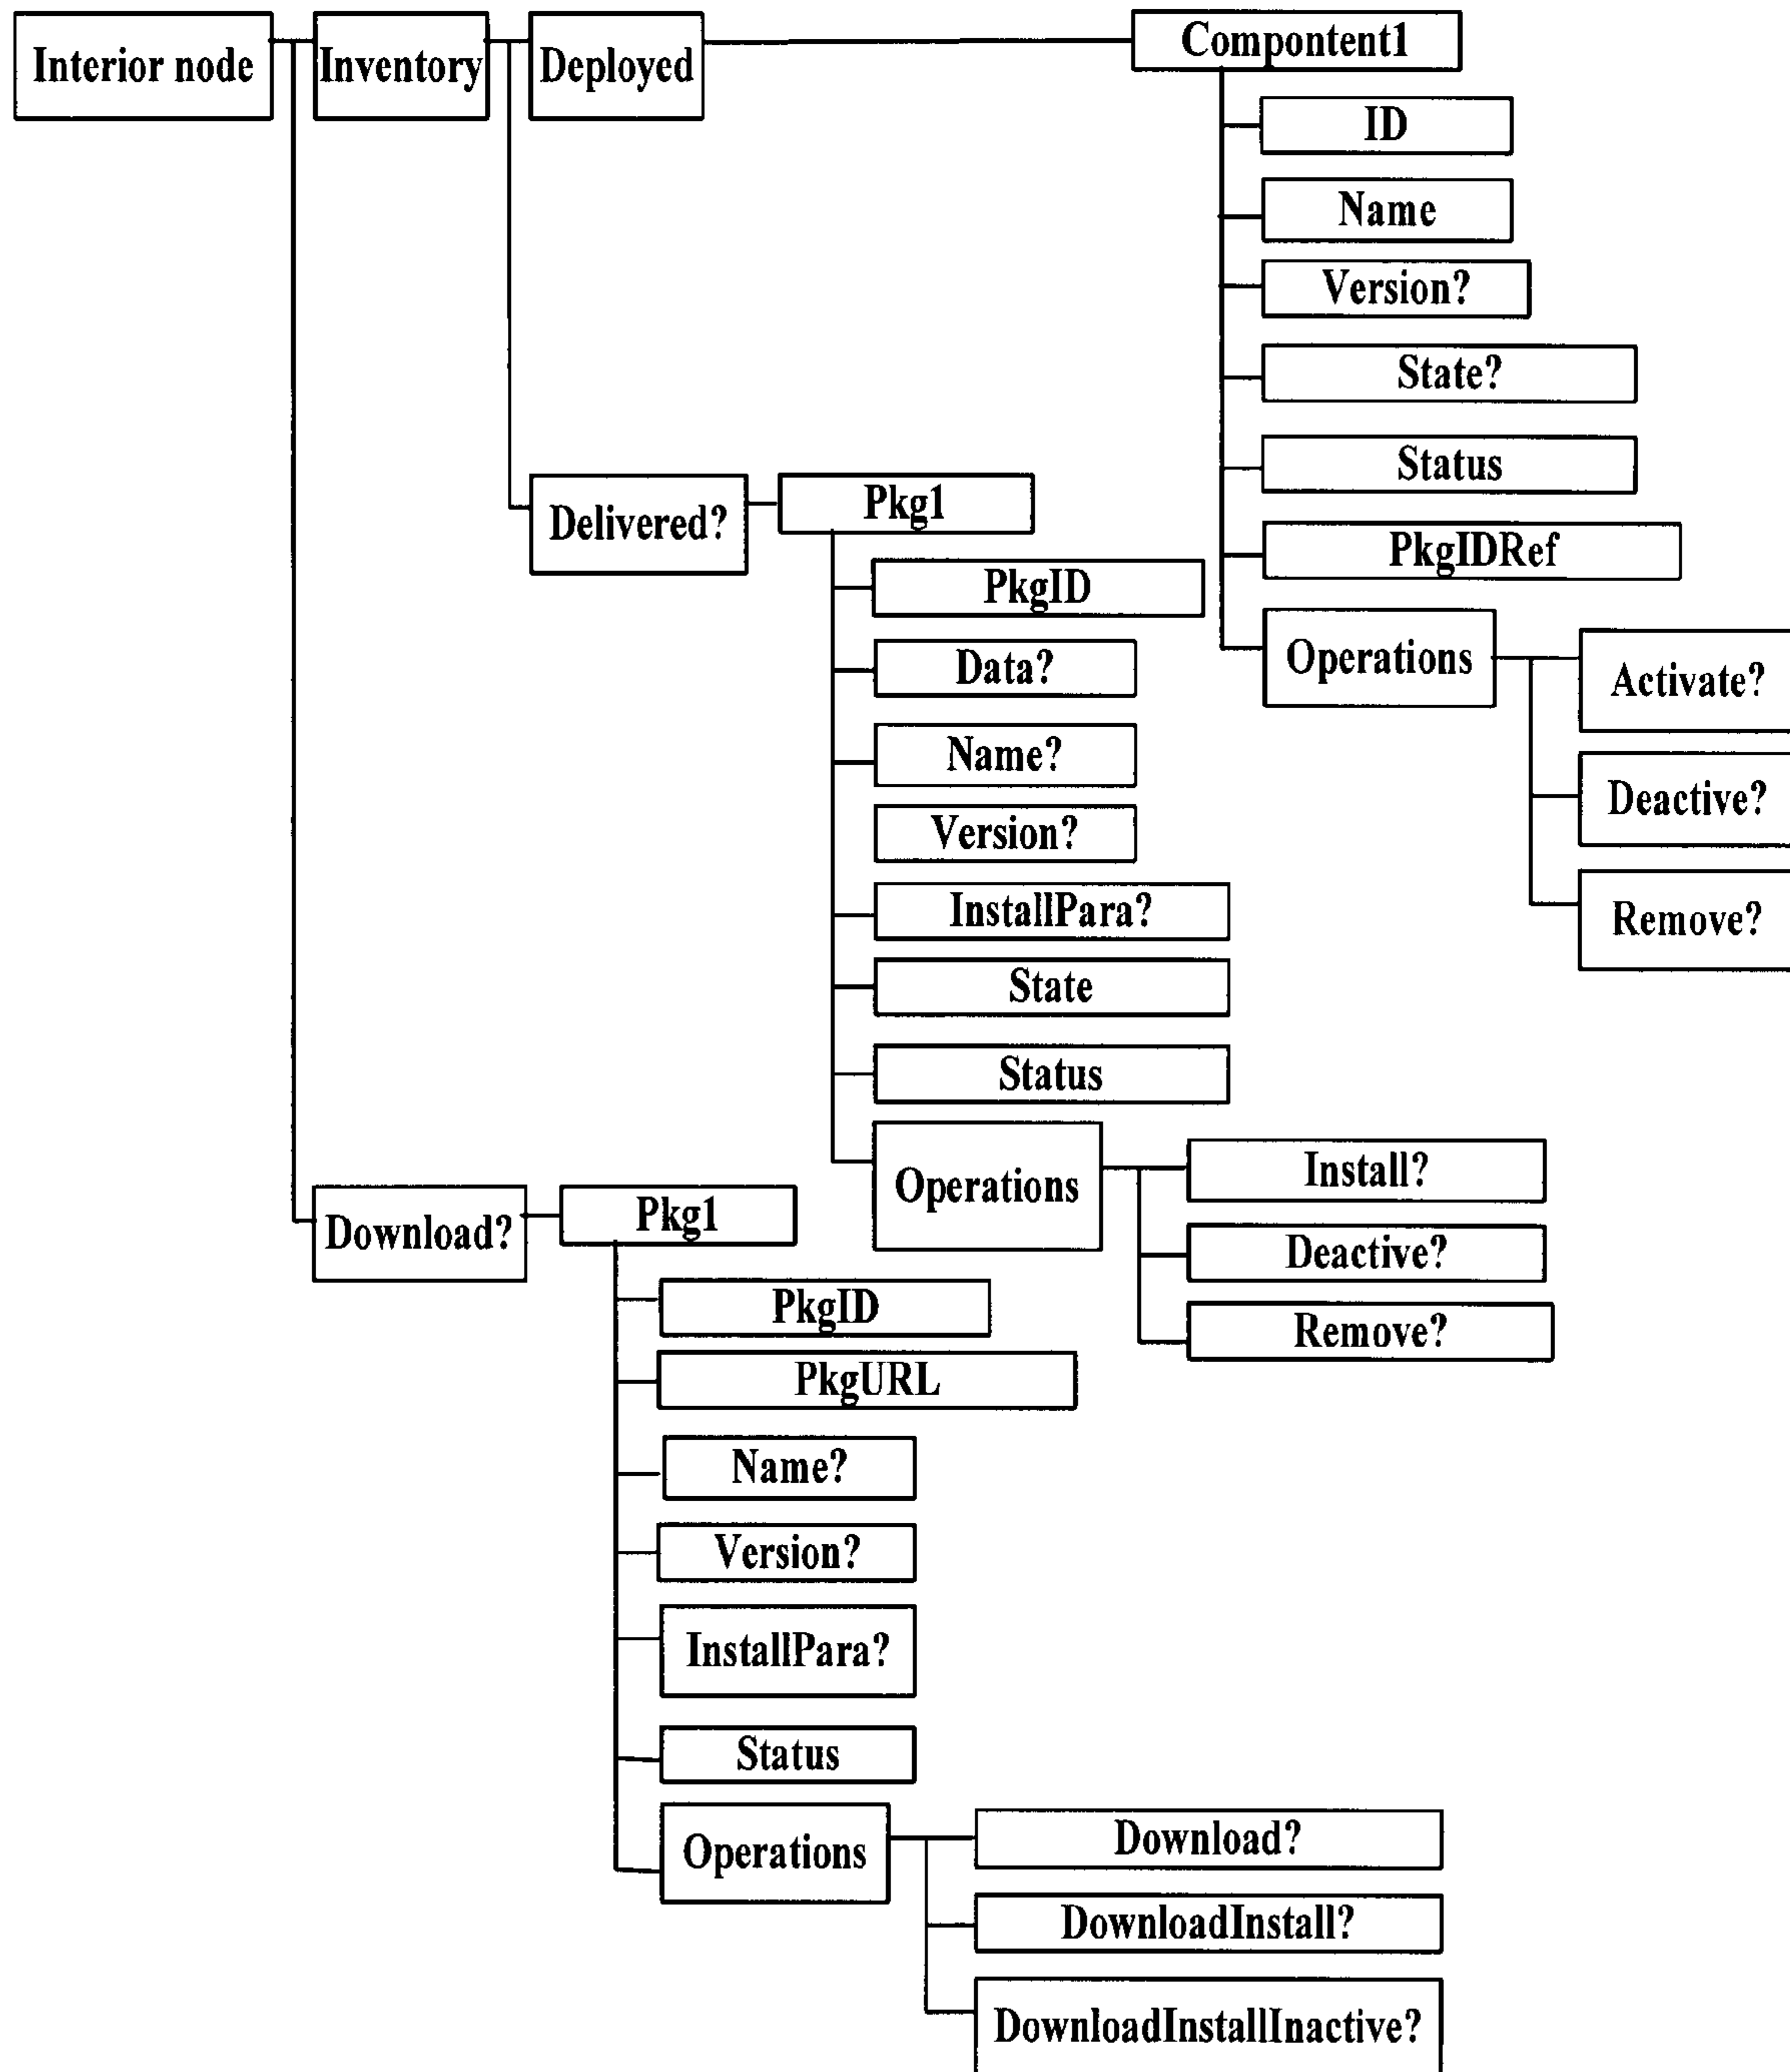 Interior node
Inventory
Deployed
Compontent1
ID
Name
Version?
State?
Status
PkgIDRef
Operations
Activate?
Deactive?
Remove?
Delivered?
Pkg1
PkgID
Data?
Name?
Version?
InstallPara?
State
Status
Operations
Install?
Deactive?
Remove?
Download?
Pkg1
PkgID
PkgURL
Name?
Version?
InstallPara?
Status
Operations
Download?
DownloadInstall?
DownloadInstallInactive?